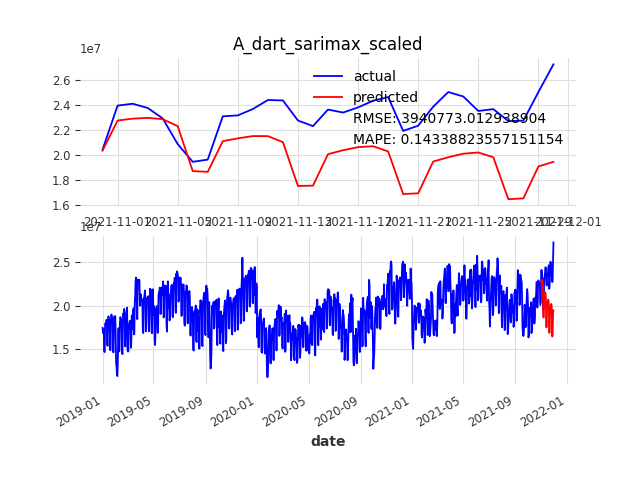 A_dart_sarimax_scaled
1e7
actual
predicted
RMSE: 3940773.012938904
MAPE: 0.14338823557151154
2.6
2.4
2.2
2.0
1.8
1.6
2021-11-01 2021-11-05 2021-11-09 2021-11-13 2021-11-17 2021-11-21 2021-11-25 2021-11-29 2021-12-01
1e7
2.5
2.0
1.5
2019-01 2019-05 2019-09 2020-01 2020-05 2020-09 2021-01 2021-05 2021-09 2022-01
date